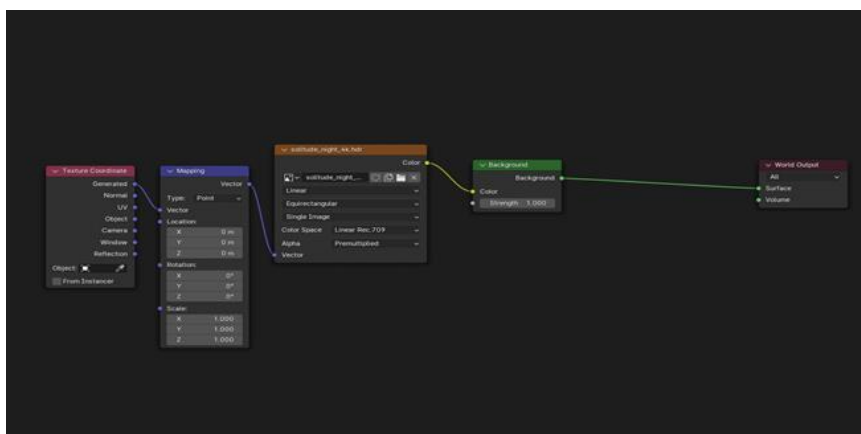 Texture Coordinate
Generated
Normal
UV
Object
Camera
Window
Reflection
Object:
From Instancer
Mapping
Vector
Type: Point
Vector
Location:
X 0 m
Y 0 m
Z 0 m
Rotation:
X 0°
Y 0°
Z 0°
Scale:
X 1.000
Y 1.000
Z 1.000
solitude_night_4k.hdr
Color
solitude_night_...
Linear
Equirectangular
Single Image
Color Space Linear Rec.709
Alpha Premultiplied
Vector
Background
Background
Color
Strength 1.000
World Output
All
Surface
Volume